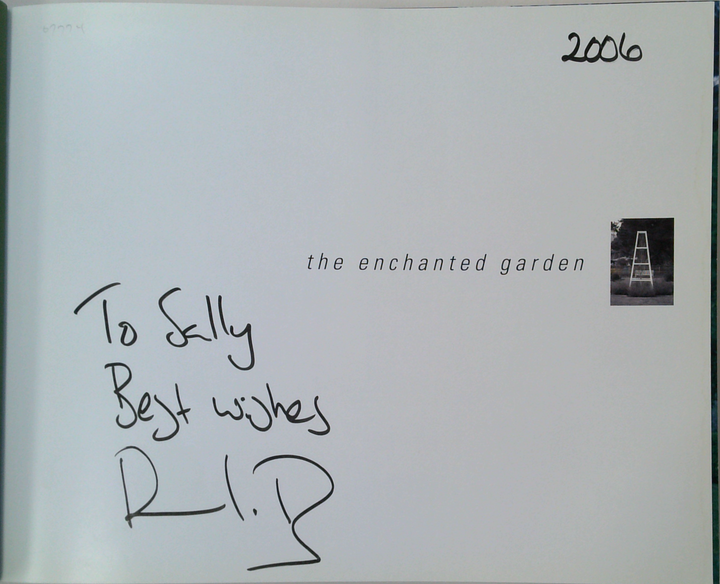 2006
the enchanted garden
To Sally
Best wishes